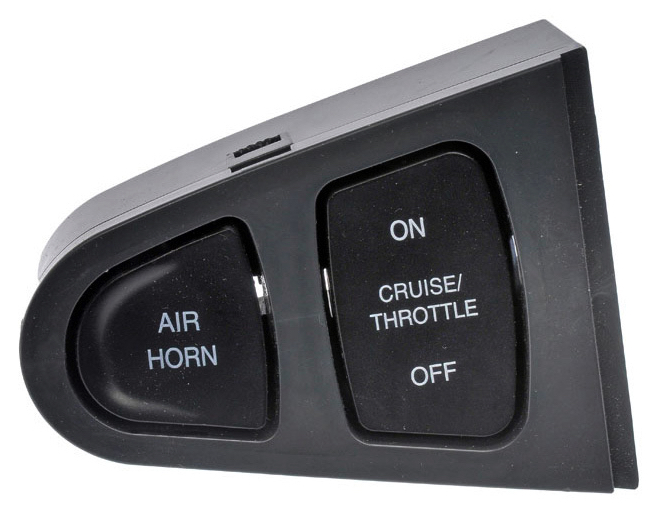 AIR
HORN
ON
CRUISE/
THROTTLE
OFF